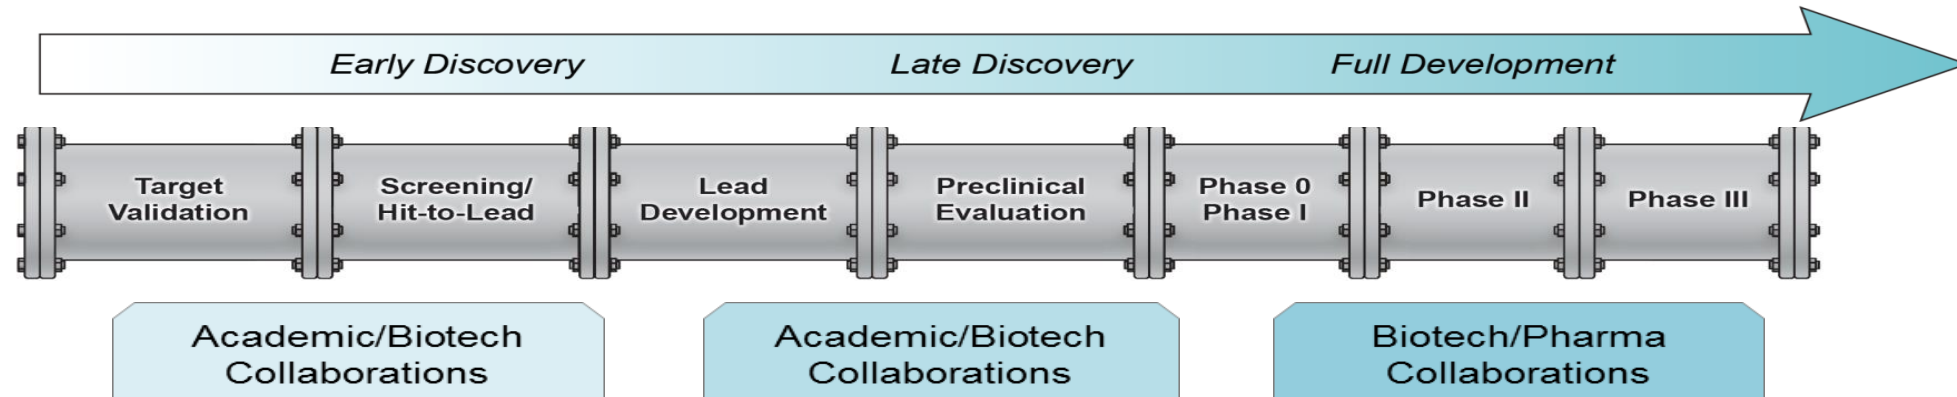 Early Discovery
Late Discovery
Full Development
Target
Validation
Screening/
Hit-to-Lead
Lead
Development
Preclinical
Evaluation
Phase 0
Phase I
Phase II
Phase III
Academic/Biotech
Collaborations
Academic/Biotech
Collaborations
Biotech/Pharma
Collaborations